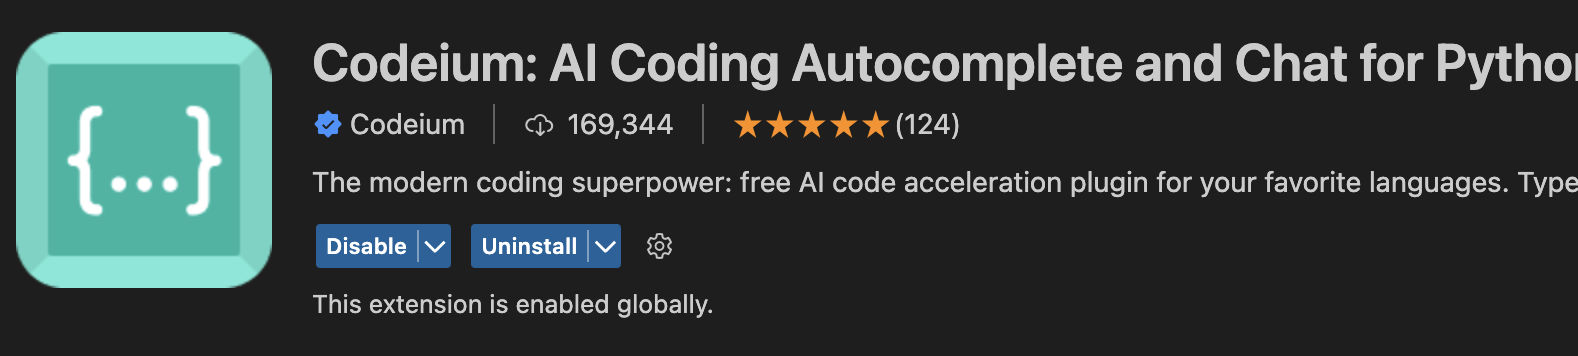 {...}
Codeium: AI Coding Autocomplete and Chat for Python
Codeium 169,344 ★★★★★(124)
The modern coding superpower: free AI code acceleration plugin for your favorite languages. Type
Disable Uninstall
This extension is enabled globally.